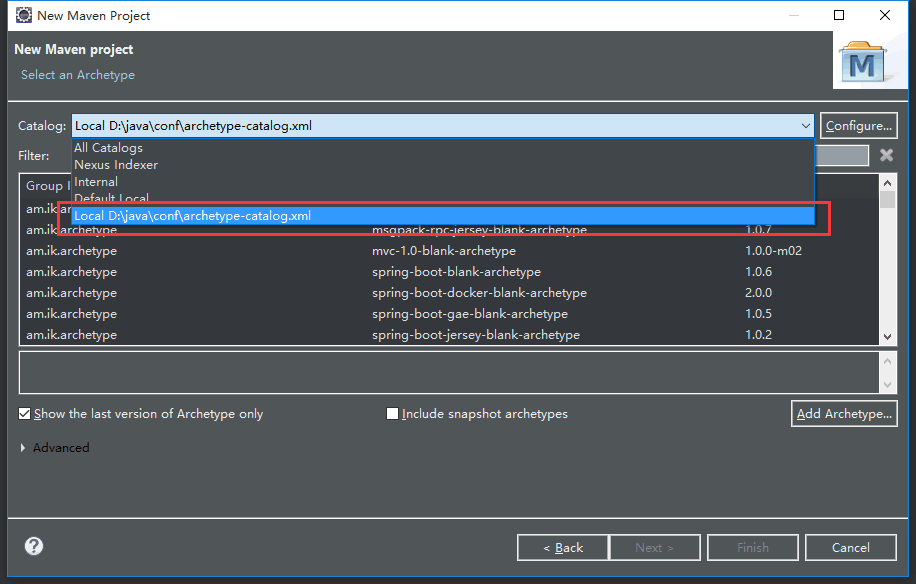 New Maven Project
New Maven project
Select an Archetype
Catalog: Local D:\java\conf\archetype-catalog.xml Configure...
All Catalogs
Filter:
Nexus Indexer
Internal
Group I
Default Local
Local D:\java\conf\archetype-catalog.xml
am.ik.ar
am.ik.archetype msgpack-rpc-jersey-blank-archetype 1.0.7
am.ik.archetype mvc-1.0-blank-archetype 1.0.0-m02
am.ik.archetype spring-boot-blank-archetype 1.0.6
am.ik.archetype spring-boot-docker-blank-archetype 2.0.0
am.ik.archetype spring-boot-gae-blank-archetype 1.0.5
am.ik.archetype spring-boot-jersey-blank-archetype 1.0.2
Show the last version of Archetype only Include snapshot archetypes Add Archetype...
Advanced
< Back Next > Finish Cancel